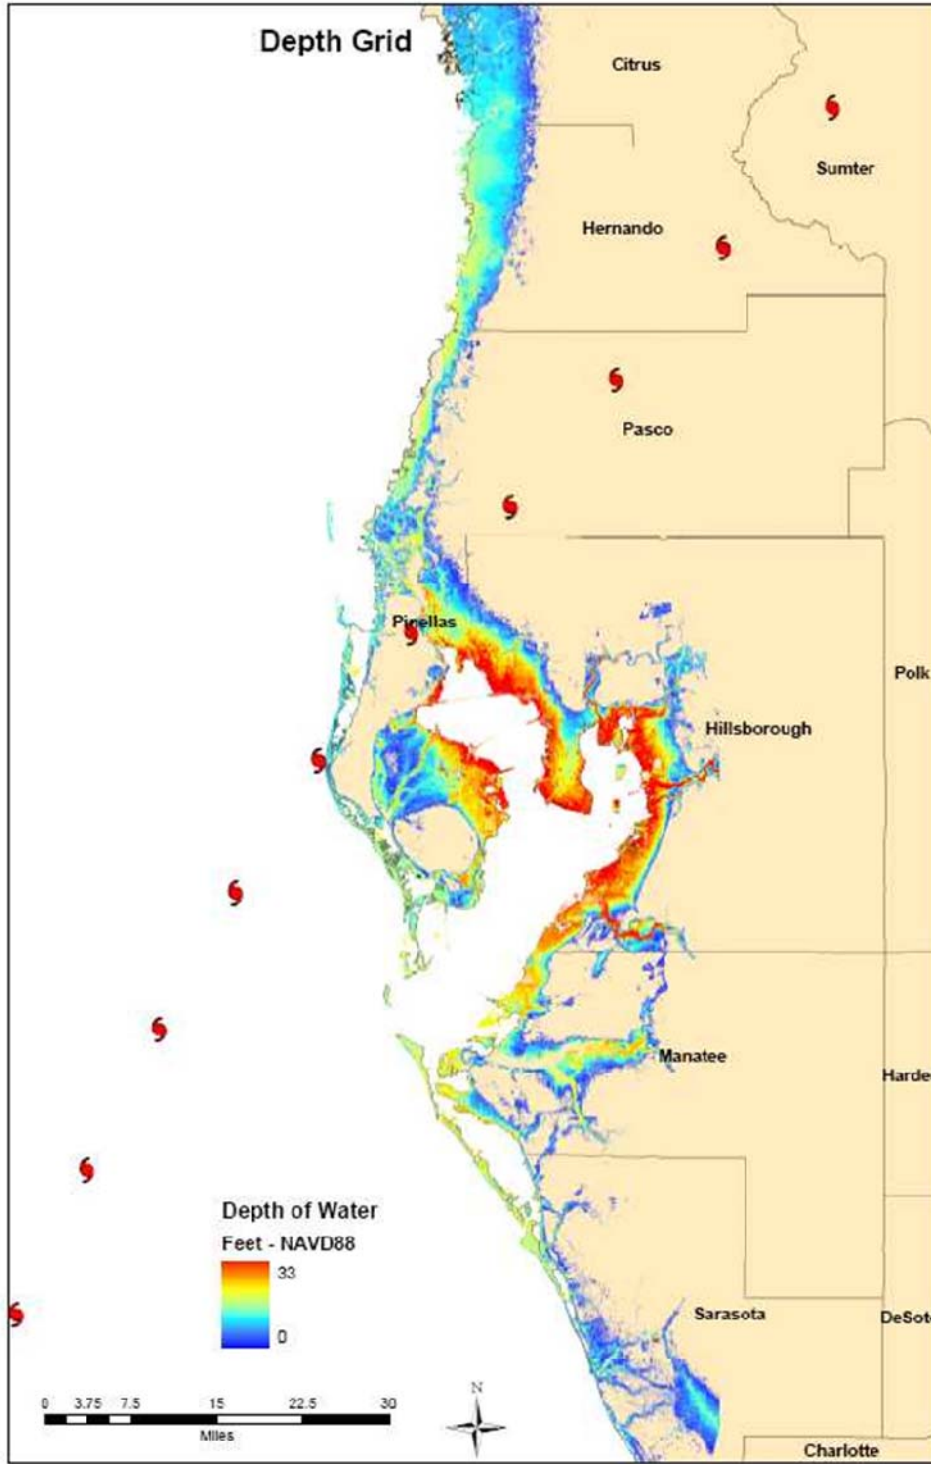 Depth Grid
Citrus
Sumter
Hernando
Pasco
Pinellas
Polk
Hillsborough
Manatee
Harde
Depth of Water
Feet - NAVD88
33
0
Sarasota
DeSot
N
0 3.75 7.5 15 22.5 30
Miles
Charlotte